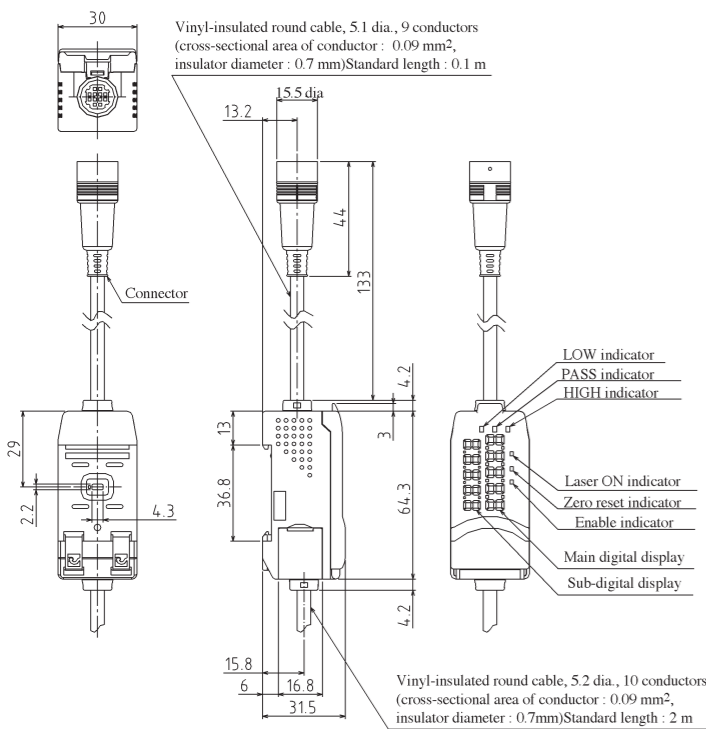 30
Vinyl-insulated round cable, 5.1 dia., 9 conductors
(cross-sectional area of conductor : 0.09 mm²,
insulator diameter : 0.7 mm)Standard length : 0.1 m
15.5 dia
13.2
44
133
Connector
4.2
3
LOW indicator
PASS indicator
HIGH indicator
29
13
36.8
64.3
2.2
4.3
Laser ON indicator
Zero reset indicator
Enable indicator
Main digital display
Sub-digital display
4.2
15.8
6
16.8
31.5
Vinyl-insulated round cable, 5.2 dia., 10 conductors
(cross-sectional area of conductor : 0.09 mm²,
insulator diameter : 0.7mm)Standard length : 2 m